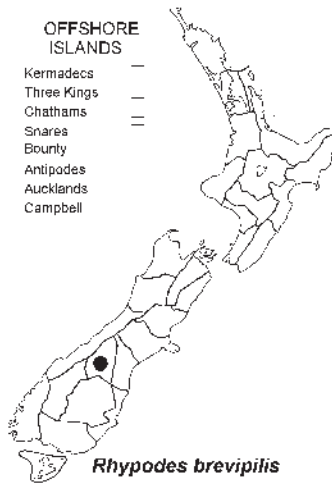 OFFSHORE
ISLANDS
Kermadecs
Three Kings
Chathams
Snares
Bounty
Antipodes
Aucklands
Campbell
Rhypodes brevipilis